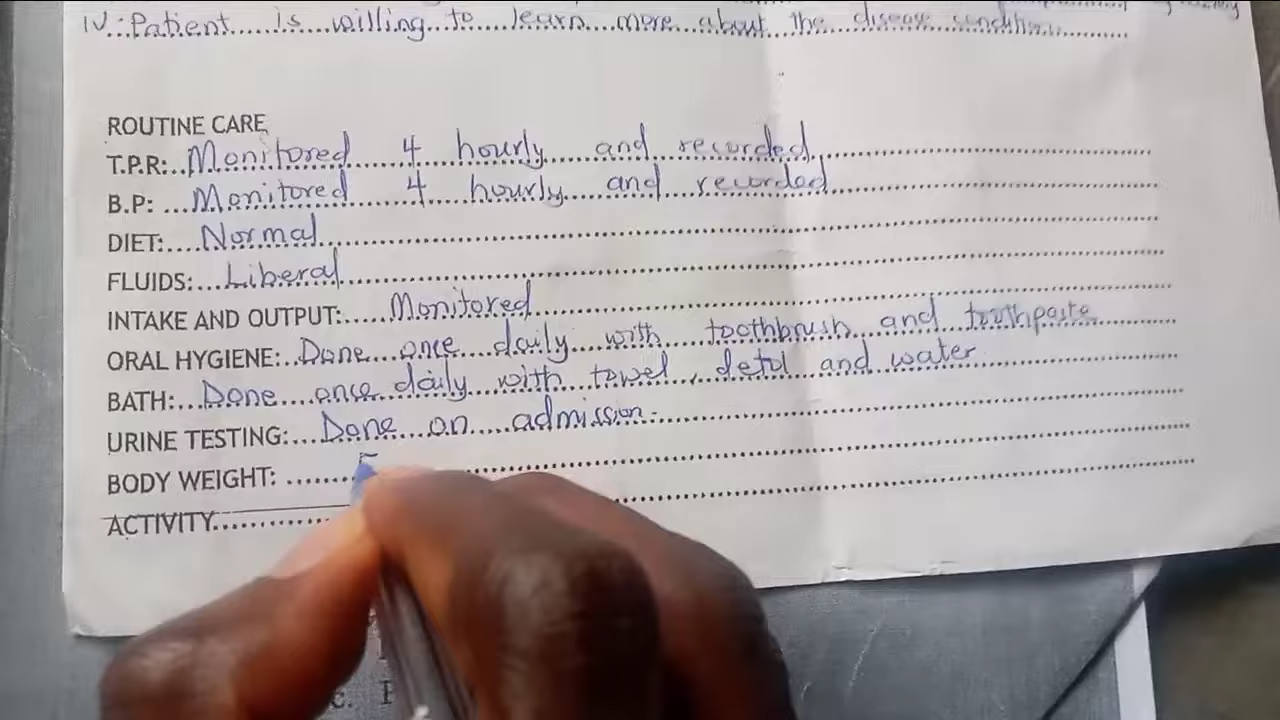 IV. Patient is willing to learn more about the disease condition
ROUTINE CARE
T.P.R: Monitored 4 hourly and recorded
B.P: Monitored 4 hourly and recorded
DIET: Normal
FLUIDS: Liberal
INTAKE AND OUTPUT: Monitored
ORAL HYGIENE: Done once daily with toothbrush and toothpaste
BATH: Done once daily with towel, detol and water
URINE TESTING: Done on admission.
BODY WEIGHT: 5
ACTIVITY